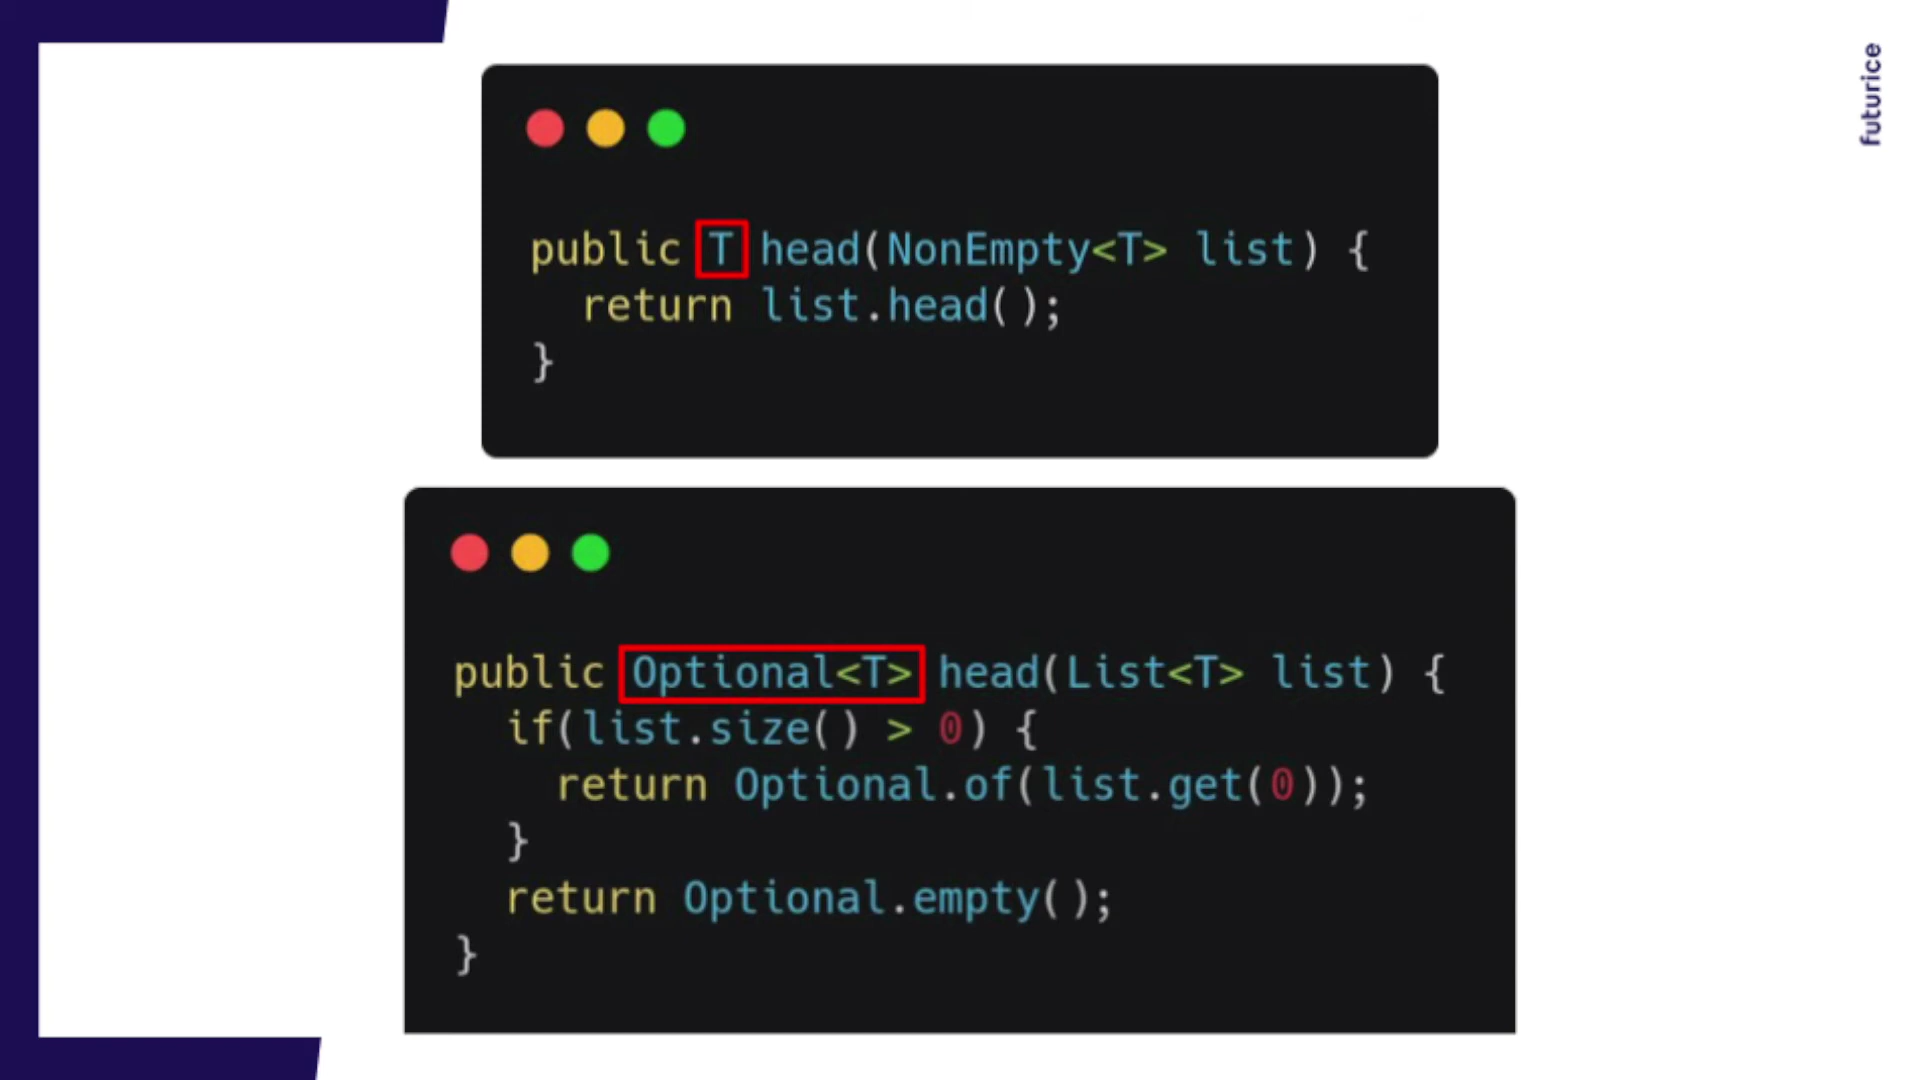 futurice
public T head(NonEmpty<T> list) {
return list.head();
}
public Optional<T> head(List<T> list) {
if(list.size() > 0) {
return Optional.of(list.get(0));
}
return Optional.empty();
}